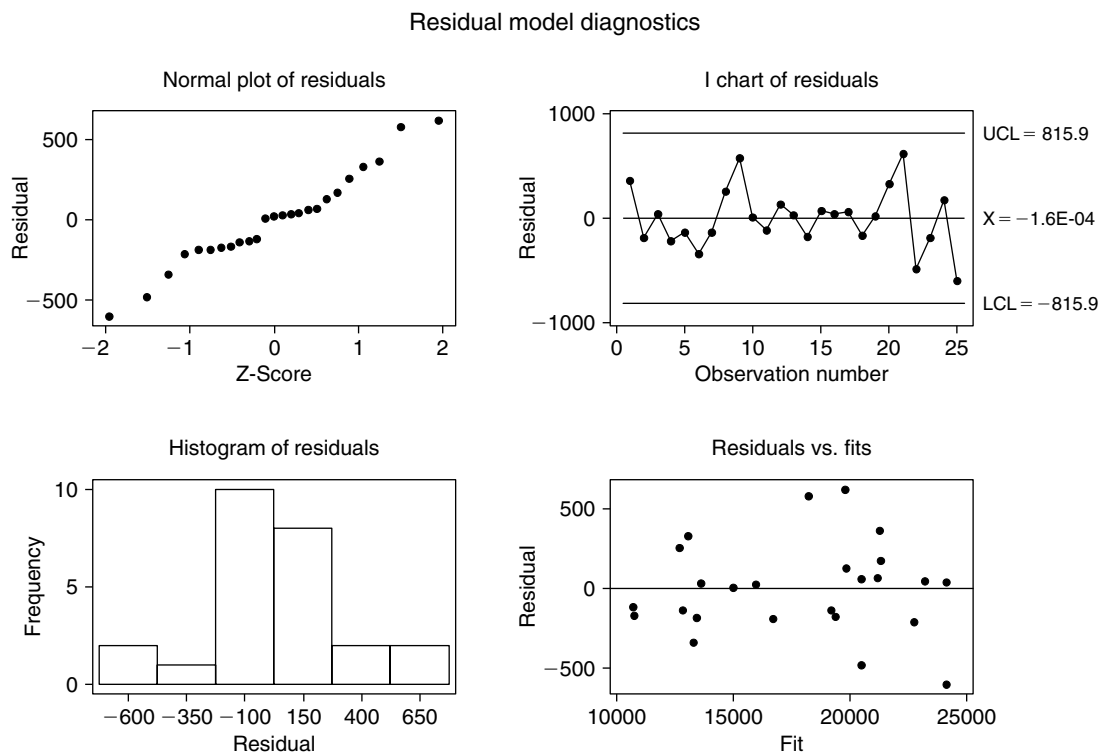 Residual model diagnostics
Normal plot of residuals
Residual
500
0
−500
−2 −1 0 1 2
Z-Score
I chart of residuals
Residual
1000
0
−1000
UCL = 815.9
X = −1.6E-04
LCL = −815.9
0 5 10 15 20 25
Observation number
Histogram of residuals
Frequency
10
5
0
−600 −350 −100 150 400 650
Residual
Residuals vs. fits
Residual
500
0
−500
10000 15000 20000 25000
Fit